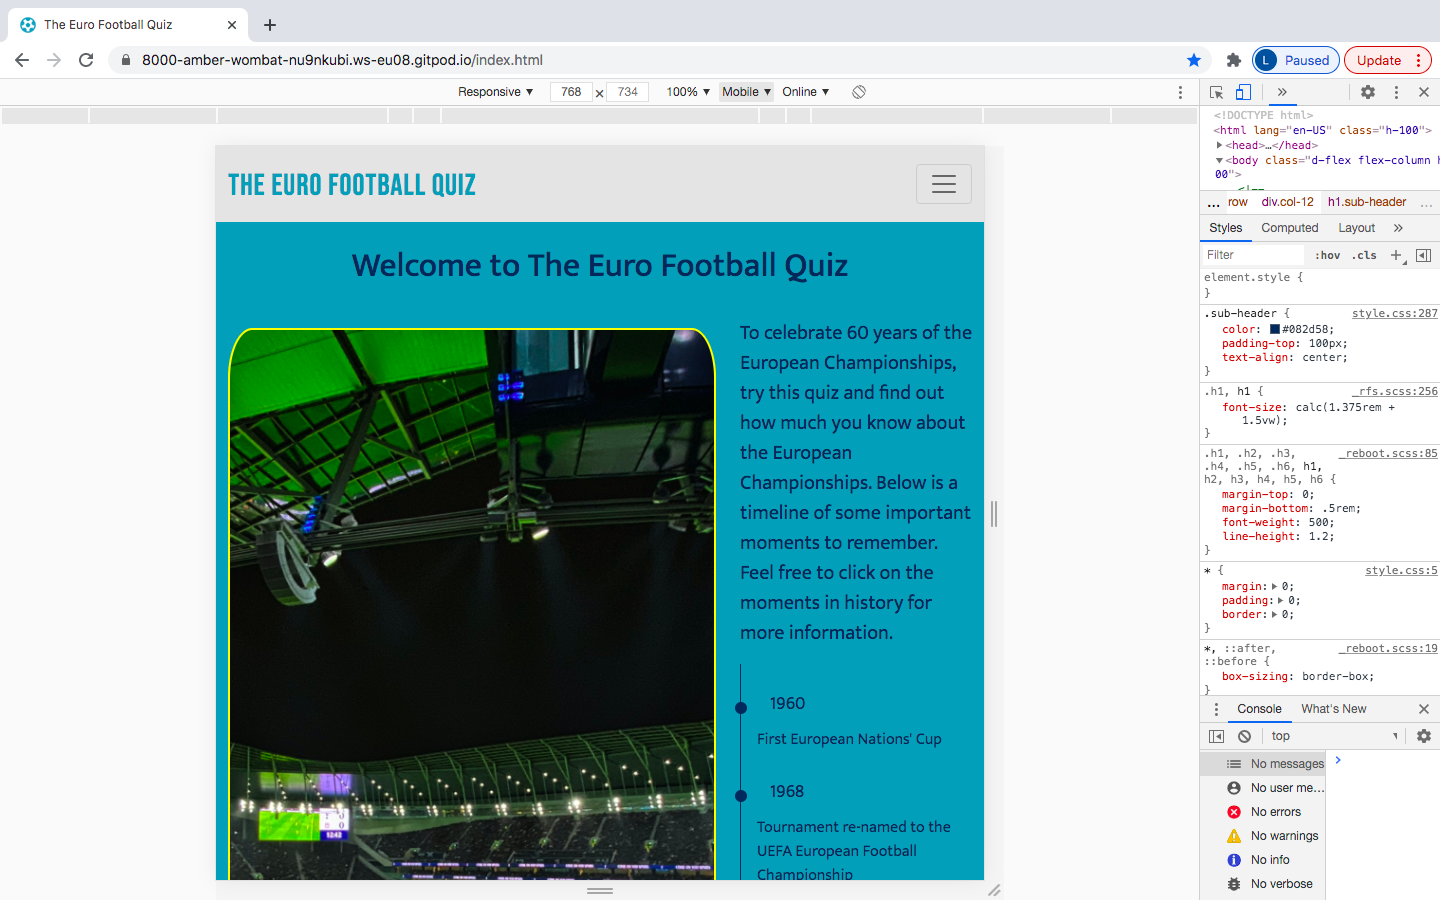 The Euro Football Quiz
8000-amber-wombat-nu9nkubi.ws-eu08.gitpod.io/index.html
L Paused
Update
Responsive 768 × 734 100% Mobile Online
THE EURO FOOTBALL QUIZ
Welcome to The Euro Football Quiz
To celebrate 60 years of the
European Championships,
try this quiz and find out
how much you know about
the European
Championships. Below is a
timeline of some important
moments to remember.
Feel free to click on the
moments in history for
more information.
1960
First European Nations' Cup
1968
Tournament re-named to the
UEFA European Football
Championship
12:42
<!DOCTYPE html>
<html lang="en-US" class="h-100">
<head>…</head>
<body class="d-flex flex-column h
00">
<!--
... row div.col-12 h1.sub-header ...
Styles Computed Layout »
Filter :hov .cls +
element.style {
}
.sub-header { style.css:287
color: #082d58;
padding-top: 100px;
text-align: center;
}
.h1, h1 { _rfs.scss:256
font-size: calc(1.375rem +
1.5vw);
}
.h1, .h2, .h3, _reboot.scss:85
.h4, .h5, .h6, h1,
h2, h3, h4, h5, h6 {
margin-top: 0;
margin-bottom: .5rem;
font-weight: 500;
line-height: 1.2;
}
* { style.css:5
margin: 0;
padding: 0;
border: 0;
}
*, ::after, _reboot.scss:19
::before {
box-sizing: border-box;
}
Console What's New
top
No messages
No user me…
No errors
No warnings
No info
No verbose